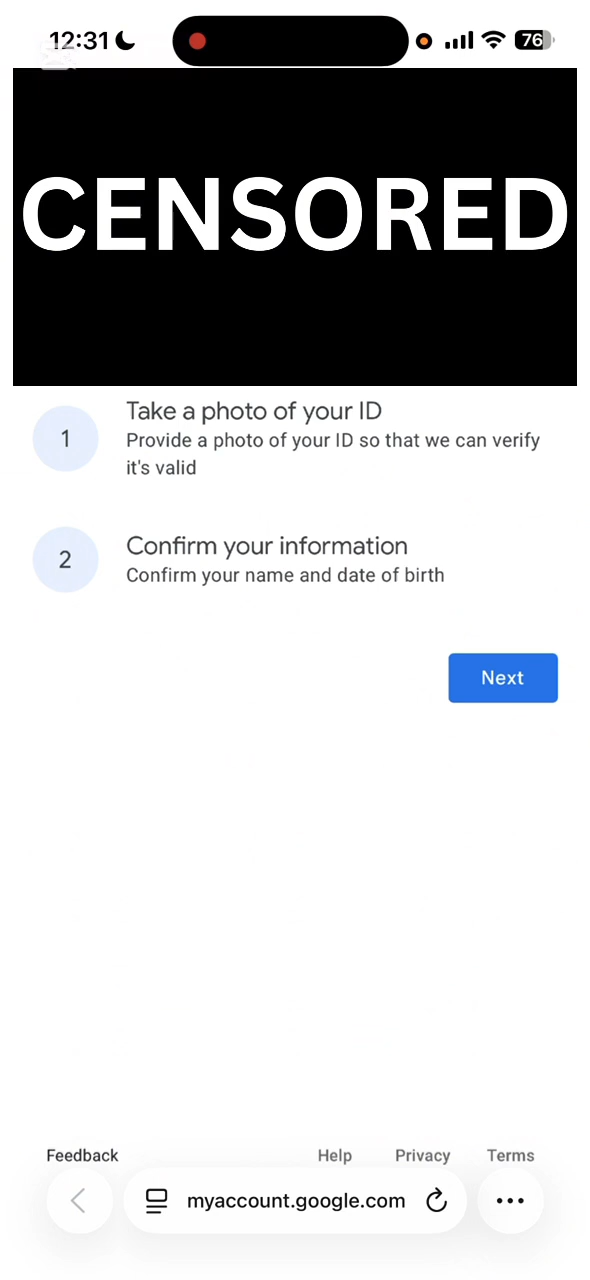 12:31
76
CENSORED
1
Take a photo of your ID
Provide a photo of your ID so that we can verify
it's valid
2
Confirm your information
Confirm your name and date of birth
Next
Feedback Help Privacy Terms
myaccount.google.com